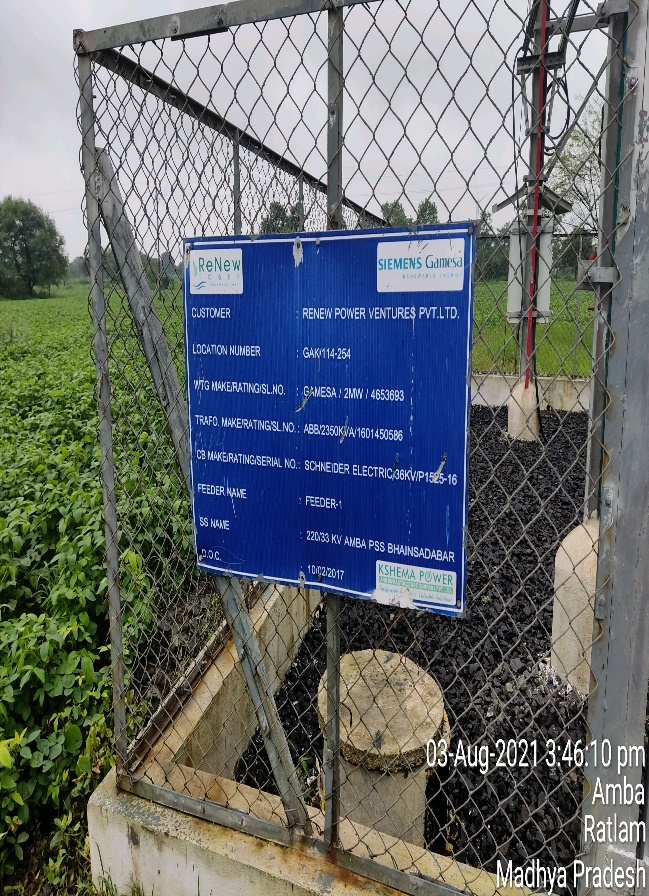 ReNew
SIEMENS Gamesa
RENEWABLE ENERGY
CUSTOMER : RENEW POWER VENTURES PVT.LTD.
LOCATION NUMBER : GAK/114-254
WTG MAKE/RATING/SL.NO. : GAMESA / 2MW / 4653693
TRAFO. MAKE/RATING/SL.NO. : ABB/2350KVA/1601450586
CB MAKE/RATING/SERIAL NO. : SCHNEIDER ELECTRIC/36KV/P1525-16
FEEDER NAME : FEEDER-1
SS NAME : 220/33 KV AMBA PSS BHAINSADABAR
D.O.C. : 10/02/2017
KSHEMA POWER
03-Aug-2021 3:46:10 pm
Amba
Ratlam
Madhya Pradesh